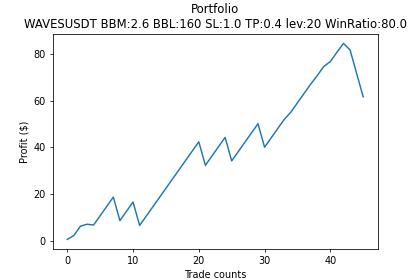 Portfolio
WAVESUSDT BBM:2.6 BBL:160 SL:1.0 TP:0.4 lev:20 WinRatio:80.0
80
60
40
20
0
Profit ($)
0 10 20 30 40
Trade counts